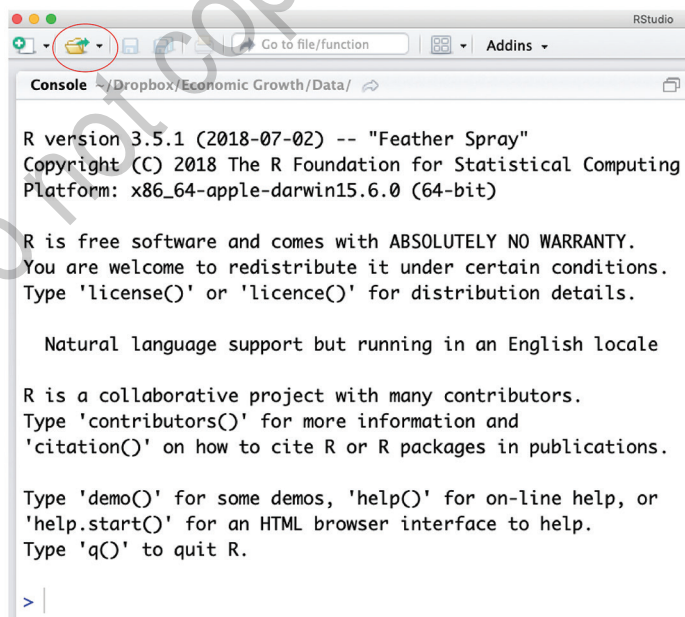 RStudio
Go to file/function Addins
Console ~/Dropbox/Economic Growth/Data/
R version 3.5.1 (2018-07-02) -- "Feather Spray"
Copyright (C) 2018 The R Foundation for Statistical Computing
Platform: x86_64-apple-darwin15.6.0 (64-bit)
R is free software and comes with ABSOLUTELY NO WARRANTY.
You are welcome to redistribute it under certain conditions.
Type 'license()' or 'licence()' for distribution details.
Natural language support but running in an English locale
R is a collaborative project with many contributors.
Type 'contributors()' for more information and
'citation()' on how to cite R or R packages in publications.
Type 'demo()' for some demos, 'help()' for on-line help, or
'help.start()' for an HTML browser interface to help.
Type 'q()' to quit R.
>